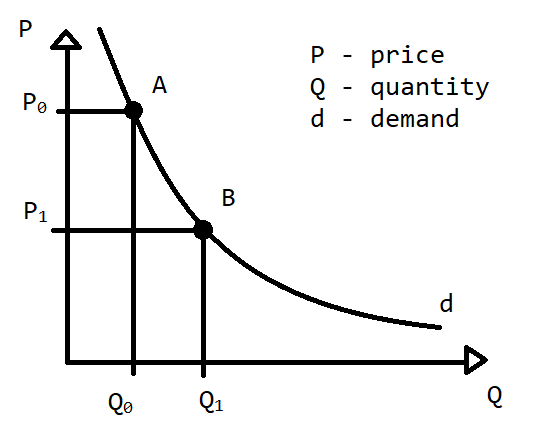 P
P - price
Q - quantity
d - demand
A
P₀
B
P₁
d
Q₀
Q₁
Q